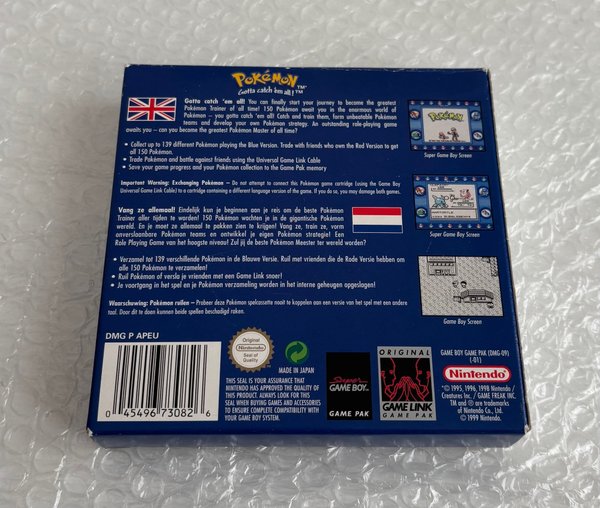 POKéMON™
Gotta catch 'em all!™
Gotta catch 'em all! You can finally start your journey to become the greatest
Pokémon Trainer of all time! 150 Pokémon await you in the enormous world of
Pokémon – you gotta catch 'em all! Catch and train them, form unbeatable Pokémon
teams and develop your own Pokémon strategy. An outstanding role-playing game
awaits you – can you become the greatest Pokémon Master of all time?
• Collect up to 139 different Pokémon playing the Blue Version. Trade with friends who own the Red Version to get
all 150 Pokémon.
• Trade Pokémon and battle against friends using the Universal Game Link Cable
• Save your game progress and your Pokémon collection to the Game Pak memory
Important Warning: Exchanging Pokémon – Do not attempt to connect this Pokémon game cartridge (using the Game Boy
Universal Game Link Cable) to a cartridge containing a different language of the game. If you do so, you may damage both games.
Vang ze allemaal! Eindelijk kun je beginnen aan je reis om de beste Pokémon
Trainer aller tijden te worden! 150 Pokémon wachten je in de gigantische Pokémon
wereld. En je moet ze allemaal te pakken zien te krijgen! Vang ze, train ze, vorm
onverslaanbare Pokémon teams en ontwikkel je eigen Pokémon strategie! Een
Role Playing Game van het hoogste niveau! Zul jij de beste Pokémon Meester ter wereld worden?
• Verzamel tot 139 verschillende Pokémon in de Blauwe Versie. Ruil met vrienden die de Rode Versie hebben om
alle 150 Pokémon te verzamelen!
• Ruil Pokémon of versla je vrienden met een Game Link snoer!
• Je voortgang in het spel en je Pokémon verzameling worden in het interne geheugen opgeslagen!
Waarschuwing: Pokémon ruilen – Probeer deze Pokémon spelcassette nooit te koppelen aan een versie van het spel met een andere
taal. Door dit te doen kunnen beide spellen beschadigd raken.
POKéMON
Super Game Boy Screen
Super Game Boy Screen
Game Boy Screen
DMG P APEU
0 45496 73082 6
Original
Nintendo
Seal of
Quality
MADE IN JAPAN
THIS SEAL IS YOUR ASSURANCE THAT
NINTENDO HAS APPROVED THE QUALITY
OF THIS PRODUCT. ALWAYS LOOK FOR THIS
SEAL WHEN BUYING GAMES AND ACCESSORIES
TO ENSURE COMPLETE COMPATIBILITY WITH
YOUR GAME BOY SYSTEM.
Super
GAME BOY
GAME PAK
ORIGINAL
GAME LINK
GAME PAK
GAME BOY GAME PAK (DMG-09)
(-01)
Nintendo
©1995, 1996, 1998 Nintendo/
Creatures Inc./ GAME FREAK INC.
TM and ® are trademarks
of Nintendo Co., Ltd.
© 1999 Nintendo.